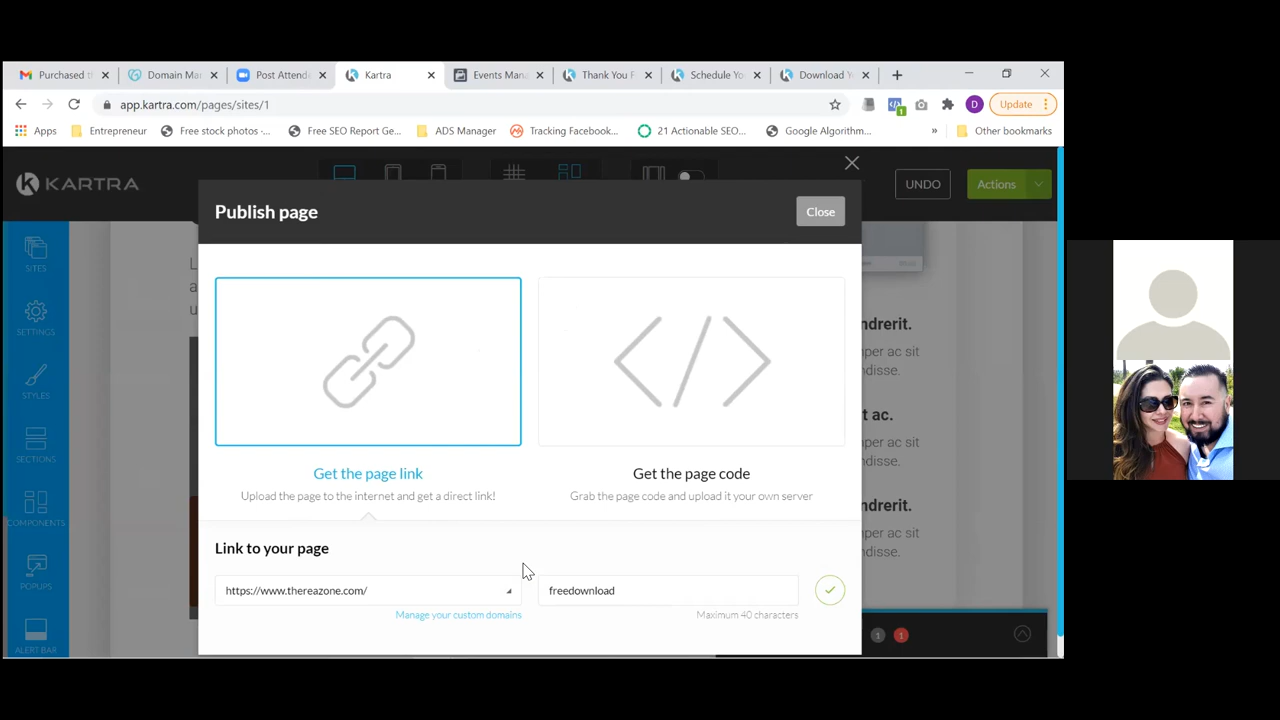 Purchased t
Domain Ma
Post Attend
Kartra
Events Man
Thank You F
Schedule Yo
Download Y
app.kartra.com/pages/sites/1
D
Update
Apps
Entrepreneur
Free stock photos -...
Free SEO Report Ge...
ADS Manager
Tracking Facebook...
21 Actionable SEO...
Google Algorithm...
»
Other bookmarks
KARTRA
UNDO
Actions
Publish page
Close
SITES
SETTINGS
STYLES
SECTIONS
COMPONENTS
POPUPS
ALERT BAR
L
a
u
ndrerit.
nper ac sit
ndisse.
t ac.
nper ac sit
ndisse.
ndrerit.
nper ac sit
ndisse.
Get the page link
Upload the page to the internet and get a direct link!
Get the page code
Grab the page code and upload it your own server
Link to your page
https://www.thereazone.com/
freedownload
Manage your custom domains
Maximum 40 characters
1
1